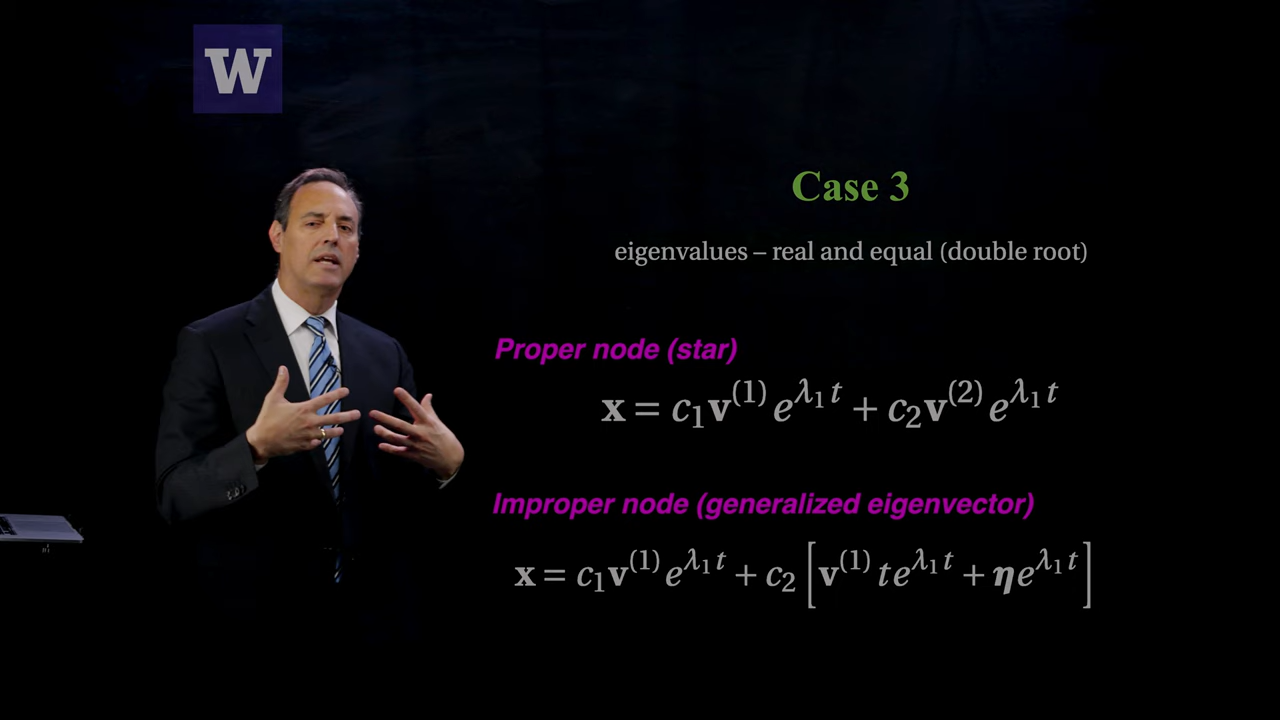 W
Case 3
eigenvalues – real and equal (double root)
Proper node (star)
x = c₁v⁽¹⁾e^{λ₁t} + c₂v⁽²⁾e^{λ₁t}
Improper node (generalized eigenvector)
x = c₁v⁽¹⁾e^{λ₁t} + c₂[v⁽¹⁾te^{λ₁t} + ηe^{λ₁t}]